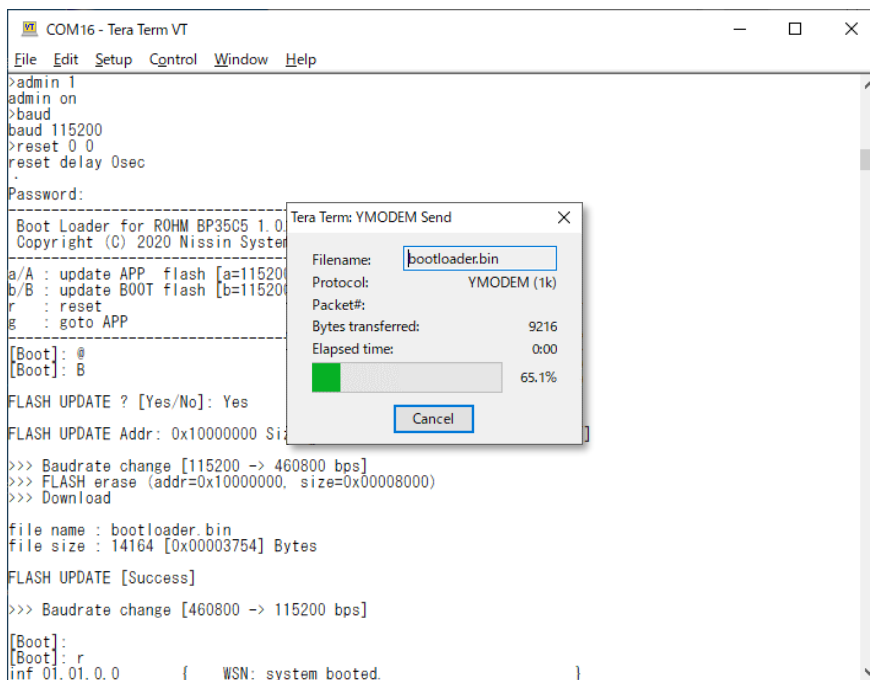 COM16 - Tera Term VT
File Edit Setup Control Window Help
>admin 1
admin on
>baud
baud 115200
>reset 0 0
reset delay 0sec
.
Password:
Boot Loader for ROHM BP35C5 1.0
Copyright (C) 2020 Nissin System
a/A : update APP flash [a=115200
b/B : update BOOT flash [b=115200
r : reset
g : goto APP
[Boot]: @
[Boot]: B
FLASH UPDATE ? [Yes/No]: Yes
FLASH UPDATE Addr: 0x10000000 Si ]
>>> Baudrate change [115200 -> 460800 bps]
>>> FLASH erase (addr=0x10000000, size=0x00008000)
>>> Download
file name : bootloader.bin
file size : 14164 [0x00003754] Bytes
FLASH UPDATE [Success]
>>> Baudrate change [460800 -> 115200 bps]
[Boot]:
[Boot]: r
inf 01.01.0.0 { WSN: system booted. }
Tera Term: YMODEM Send
Filename: bootloader.bin
Protocol: YMODEM (1k)
Packet#:
Bytes transferred: 9216
Elapsed time: 0:00
65.1%
Cancel